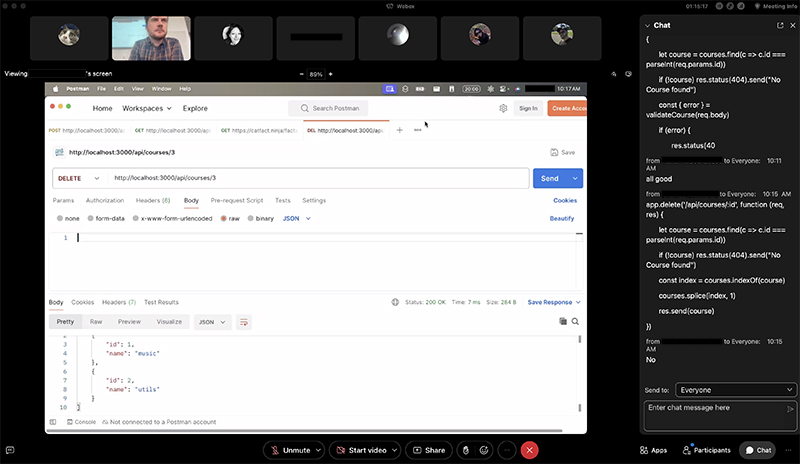 Webex
01:15:17
Meeting Info
Viewing
's screen
89%
Postman
File
Edit
View
Window
Help
20:00
10:17 AM
Home
Workspaces
Explore
Search Postman
Sign In
Create Acco
POST http://localhost:3000/a
GET http://localhost:3000/ap
GET https://catfact.ninja/fact
DEL http://localhost:3000/ap
http://localhost:3000/api/courses/3
Save
DELETE
http://localhost:3000/api/courses/3
Send
Params
Authorization
Headers (8)
Body
Pre-request Script
Tests
Settings
Cookies
none
form-data
x-www-form-urlencoded
raw
binary
JSON
Beautify
1
Body
Cookies
Headers (7)
Test Results
Status: 200 OK
Time: 7 ms
Size: 284 B
Save Response
Pretty
Raw
Preview
Visualize
JSON
2 {
3 "id": 1,
4 "name": "music"
5 },
6 {
7 "id": 2,
8 "name": "utils"
9 }
10 ]
Console
Not connected to a Postman account
Chat
{
let course = courses.find(c => c.id ===
parseInt(req.params.id))
if (!course) res.status(404).send("No
Course found")
const { error } =
validateCourse(req.body)
if (error) {
res.status(40
from
to Everyone:
10:11
AM
all good
from
to Everyone:
10:15 AM
app.delete('/api/courses/:id', function (req,
res) {
let course = courses.find(c => c.id ===
parseInt(req.params.id))
if (!course) res.status(404).send("No
Course found")
const index = courses.indexOf(course)
courses.splice(index, 1)
res.send(course)
})
from
to Everyone:
10:15
AM
No
Send to:
Everyone
Enter chat message here
Unmute
Start video
Share
Apps
Participants
Chat